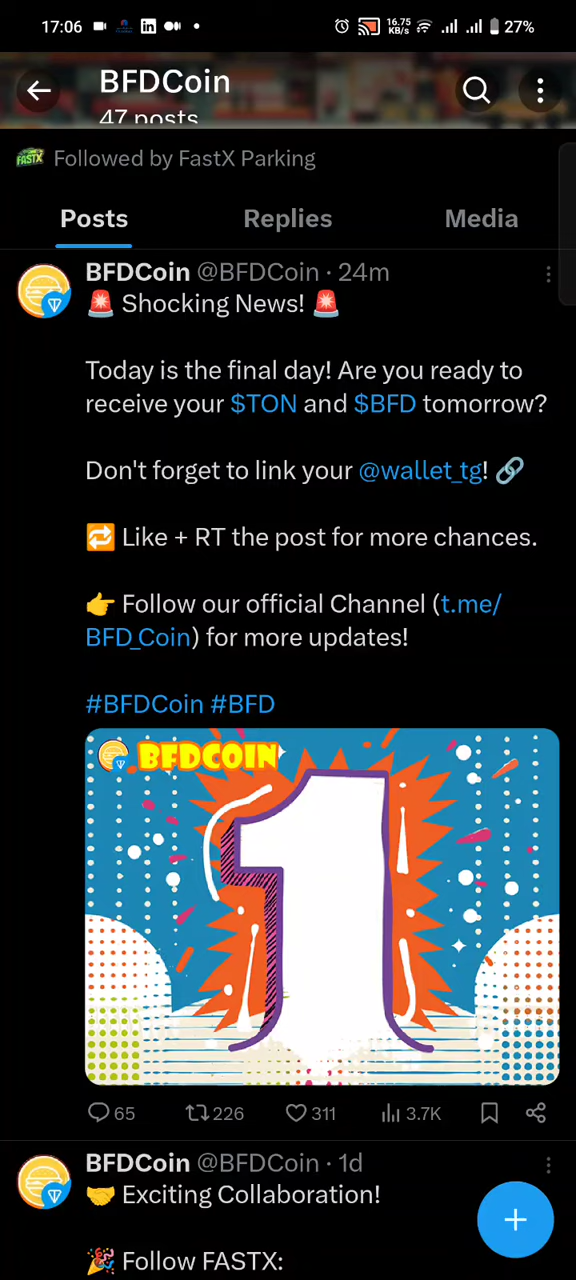 17:06
16.75
KB/s
27%
BFDCoin
47 posts
FASTX
Followed by FastX Parking
Posts
Replies
Media
BFDCoin @BFDCoin · 24m
🚨 Shocking News! 🚨
Today is the final day! Are you ready to
receive your $TON and $BFD tomorrow?
Don't forget to link your @wallet_tg! 🔗
🔁 Like + RT the post for more chances.
👉 Follow our official Channel (t.me/
BFD_Coin) for more updates!
#BFDCoin #BFD
BFDCOIN
1
65
226
311
3.7K
BFDCoin @BFDCoin · 1d
🤝 Exciting Collaboration!
🎉 Follow FASTX: